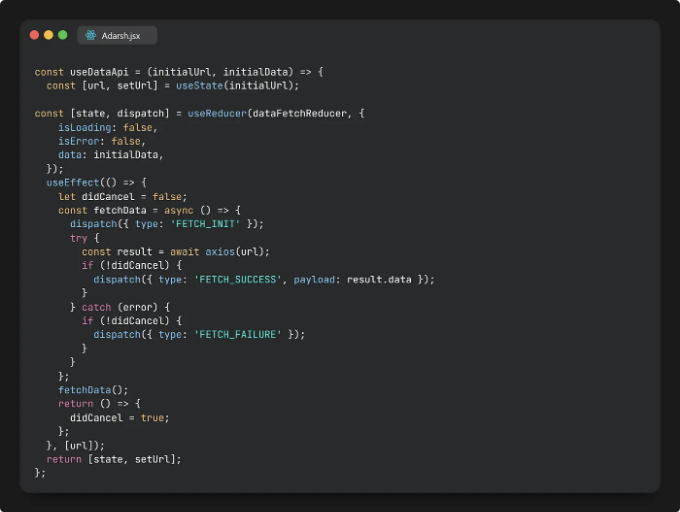 Adarsh.jsx
const useDataApi = (initialUrl, initialData) => {
  const [url, setUrl] = useState(initialUrl);

const [state, dispatch] = useReducer(dataFetchReducer, {
    isLoading: false,
    isError: false,
    data: initialData,
  });
  useEffect(() => {
    let didCancel = false;
    const fetchData = async () => {
      dispatch({ type: 'FETCH_INIT' });
      try {
        const result = await axios(url);
        if (!didCancel) {
          dispatch({ type: 'FETCH_SUCCESS', payload: result.data });
        }
      } catch (error) {
        if (!didCancel) {
          dispatch({ type: 'FETCH_FAILURE' });
        }
      }
    };
    fetchData();
    return () => {
      didCancel = true;
    };
  }, [url]);
  return [state, setUrl];
};